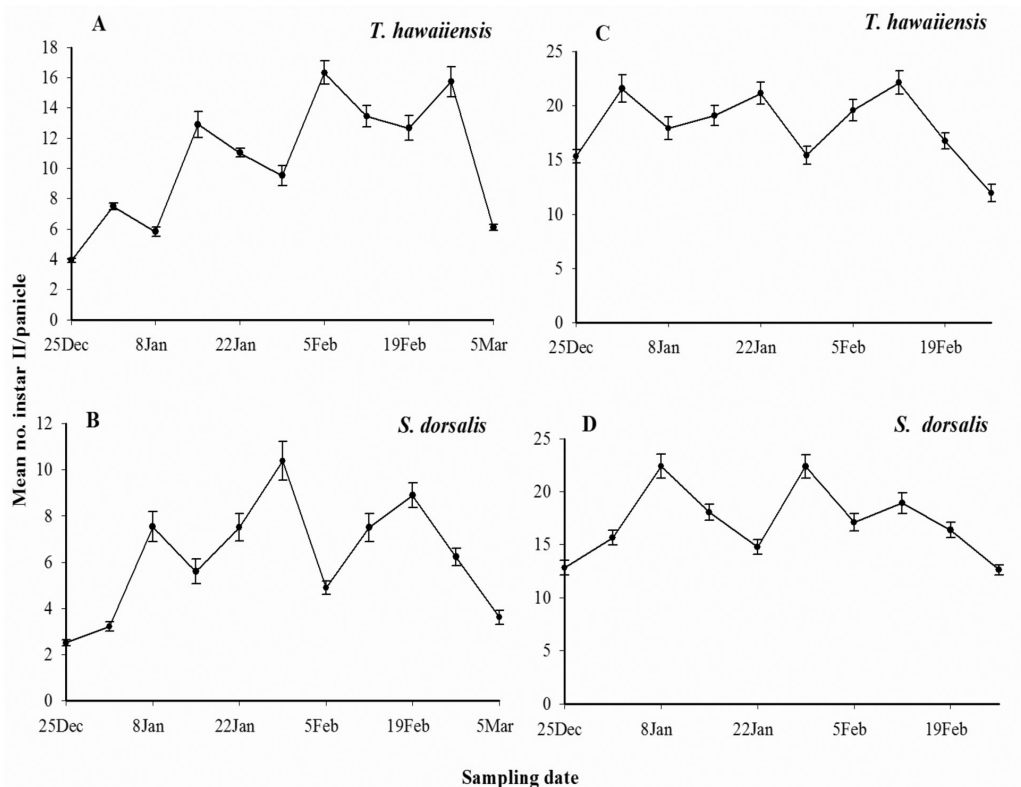 A
T. hawaiiensis
18
16
14
12
10
8
6
4
2
0
25Dec 8Jan 22Jan 5Feb 19Feb 5Mar
C
T. hawaiiensis
25
20
15
10
5
0
25Dec 8Jan 22Jan 5Feb 19Feb
Mean no. instar II/panicle
B
S. dorsalis
12
10
8
6
4
2
0
25Dec 8Jan 22Jan 5Feb 19Feb 5Mar
D
S. dorsalis
25
20
15
10
5
0
25Dec 8Jan 22Jan 5Feb 19Feb
Sampling date